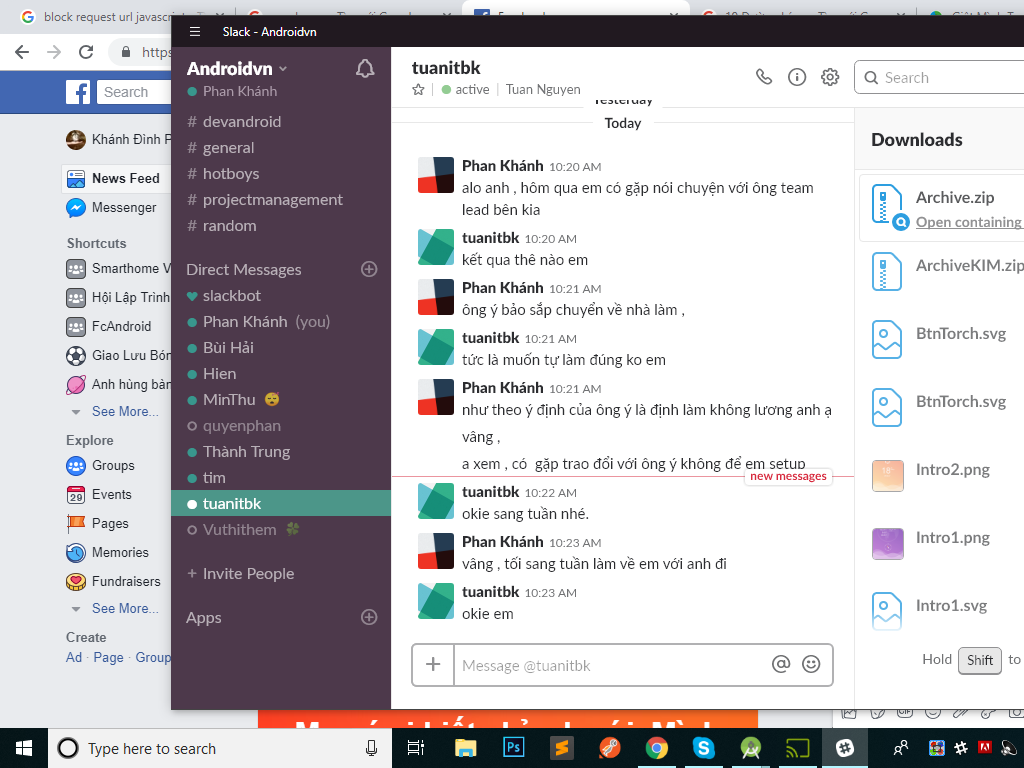 block request url javascript
Slack - Androidvn
https
Search
Khánh Đình P
News Feed
Messenger
Shortcuts
Smarthome V
Hội Lập Trình
FcAndroid
Giao Lưu Bón
Anh hùng bàn
See More...
Explore
Groups
Events
Pages
Memories
Fundraisers
See More...
Create
Ad · Page · Group
Androidvn
Phan Khánh
# devandroid
# general
# hotboys
# projectmanagement
# random
Direct Messages
slackbot
Phan Khánh (you)
Bùi Hải
Hien
MinThu
quyenphan
Thành Trung
tim
tuanitbk
Vuthithem
+ Invite People
Apps
tuanitbk
active
Tuan Nguyen
Search
Yesterday
Today
Phan Khánh 10:20 AM
alo anh , hôm qua em có gặp nói chuyện với ông team
lead bên kia
tuanitbk 10:20 AM
kết qua thê nào em
Phan Khánh 10:21 AM
ông ý bảo sắp chuyển về nhà làm ,
tuanitbk 10:21 AM
tức là muốn tự làm đúng ko em
Phan Khánh 10:21 AM
như theo ý định của ông ý là định làm không lương anh ạ
vâng ,
a xem , có gặp trao đổi với ông ý không để em setup
new messages
tuanitbk 10:22 AM
okie sang tuần nhé.
Phan Khánh 10:23 AM
vâng , tối sang tuần làm về em với anh đi
tuanitbk 10:23 AM
okie em
Message @tuanitbk
Downloads
Archive.zip
Open containing
ArchiveKIM.zip
BtnTorch.svg
BtnTorch.svg
Intro2.png
Intro1.png
Intro1.svg
Hold Shift to
Type here to search